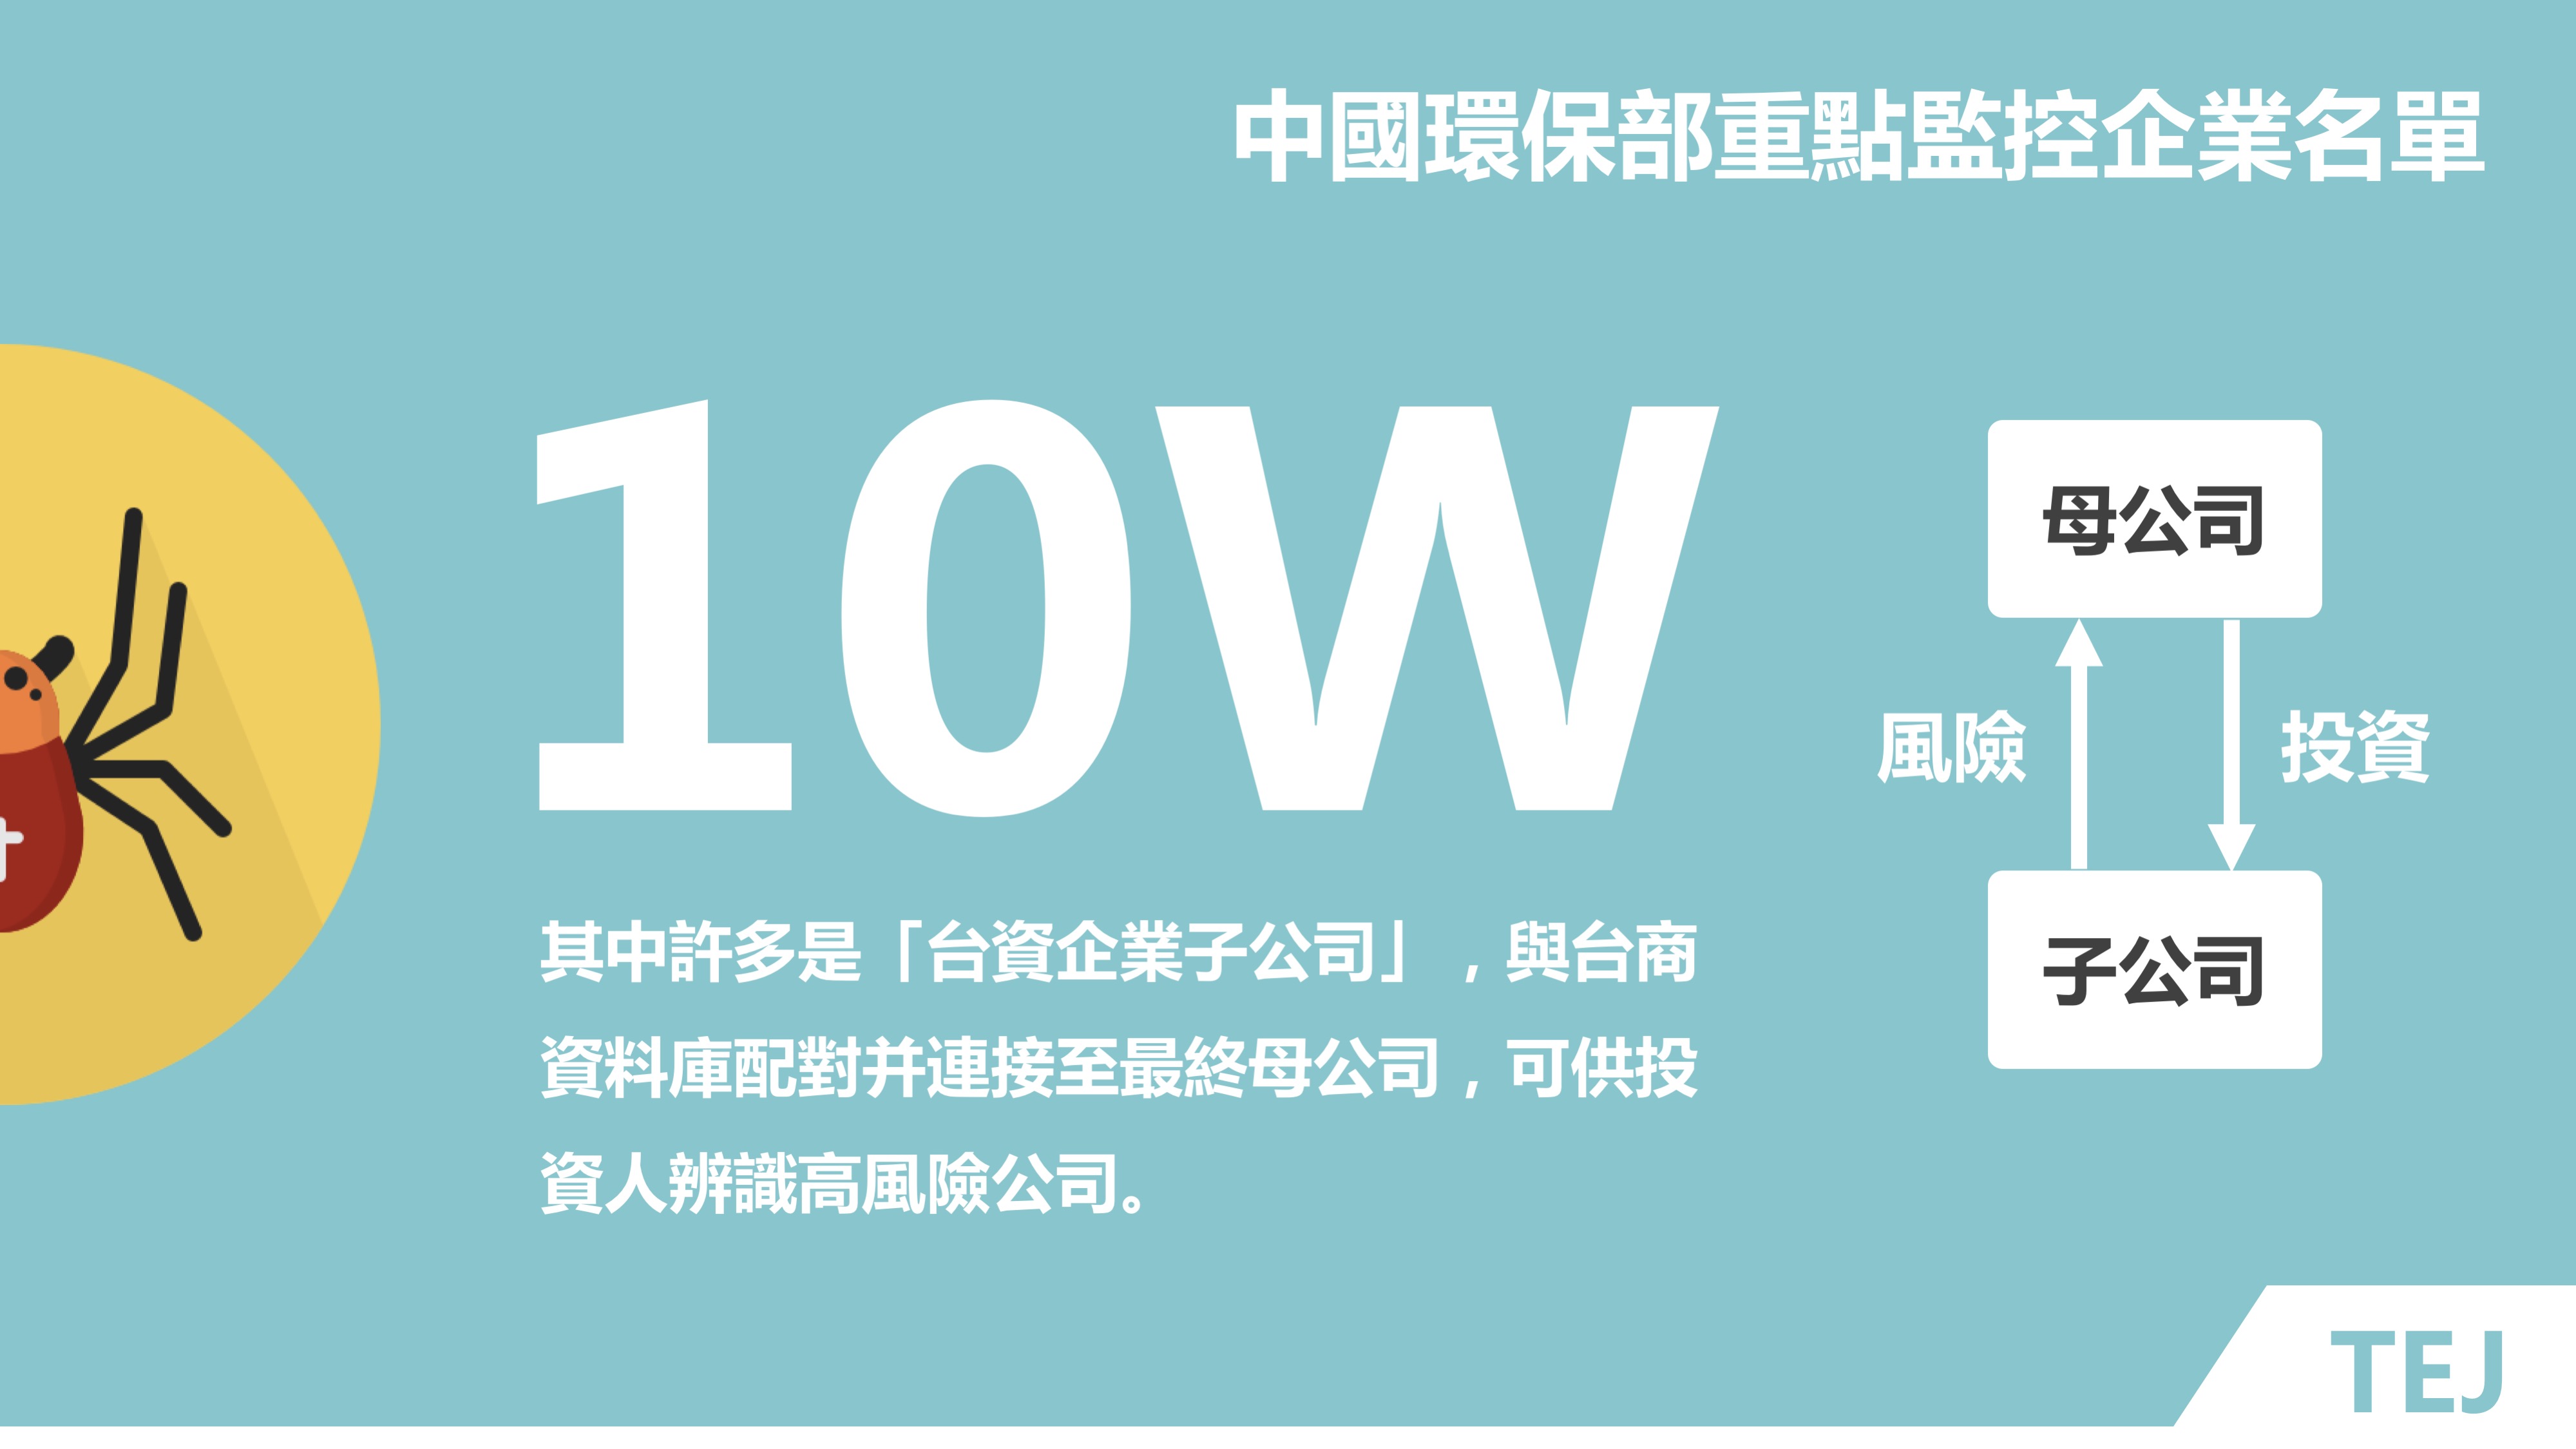 中國環保部重點監控企業名單
10W
其中許多是「台資企業子公司」，與台商
資料庫配對并連接至最終母公司，可供投
資人辨識高風險公司。
母公司
風險
投資
子公司
TEJ